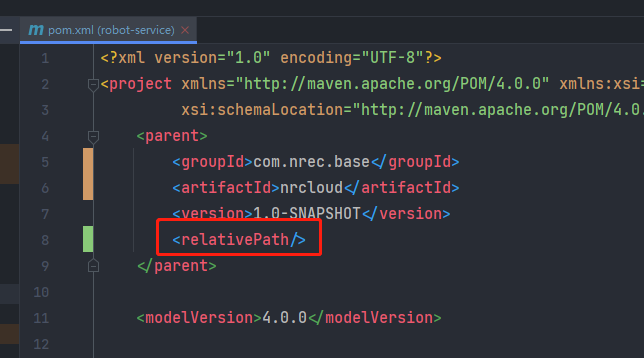 pom.xml (robot-service)
1 <?xml version="1.0" encoding="UTF-8"?>
2 <project xmlns="http://maven.apache.org/POM/4.0.0" xmlns:xsi=
3 xsi:schemaLocation="http://maven.apache.org/POM/4.0.
4 <parent>
5 <groupId>com.nrec.base</groupId>
6 <artifactId>nrcloud</artifactId>
7 <version>1.0-SNAPSHOT</version>
8 <relativePath/>
9 </parent>
10
11 <modelVersion>4.0.0</modelVersion>
12